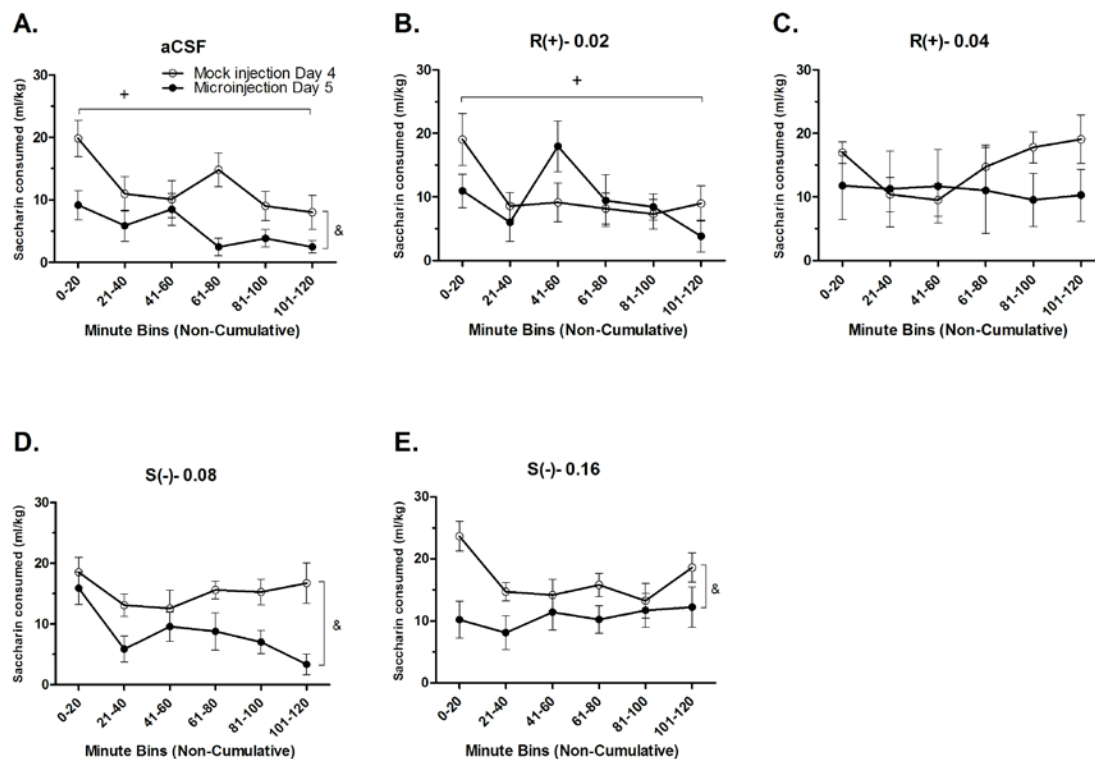 A.
aCSF
Mock injection Day 4
Microinjection Day 5
+
&
Saccharin consumed (ml/kg)
30
20
10
0
0-20
21-40
41-60
61-80
81-100
101-120
Minute Bins (Non-Cumulative)
B.
R(+)- 0.02
+
Saccharin consumed (ml/kg)
30
20
10
0
0-20
21-40
41-60
61-80
81-100
101-120
Minute Bins (Non-Cumulative)
C.
R(+)- 0.04
Saccharin consumed (ml/kg)
30
20
10
0
0-20
21-40
41-60
61-80
81-100
101-120
Minute Bins (Non-Cumulative)
D.
S(-)- 0.08
&
Saccharin consumed (ml/kg)
30
20
10
0
0-20
21-40
41-60
61-80
81-100
101-120
Minute Bins (Non-Cumulative)
E.
S(-)- 0.16
&
Saccharin consumed (ml/kg)
30
20
10
0
0-20
21-40
41-60
61-80
81-100
101-120
Minute Bins (Non-Cumulative)